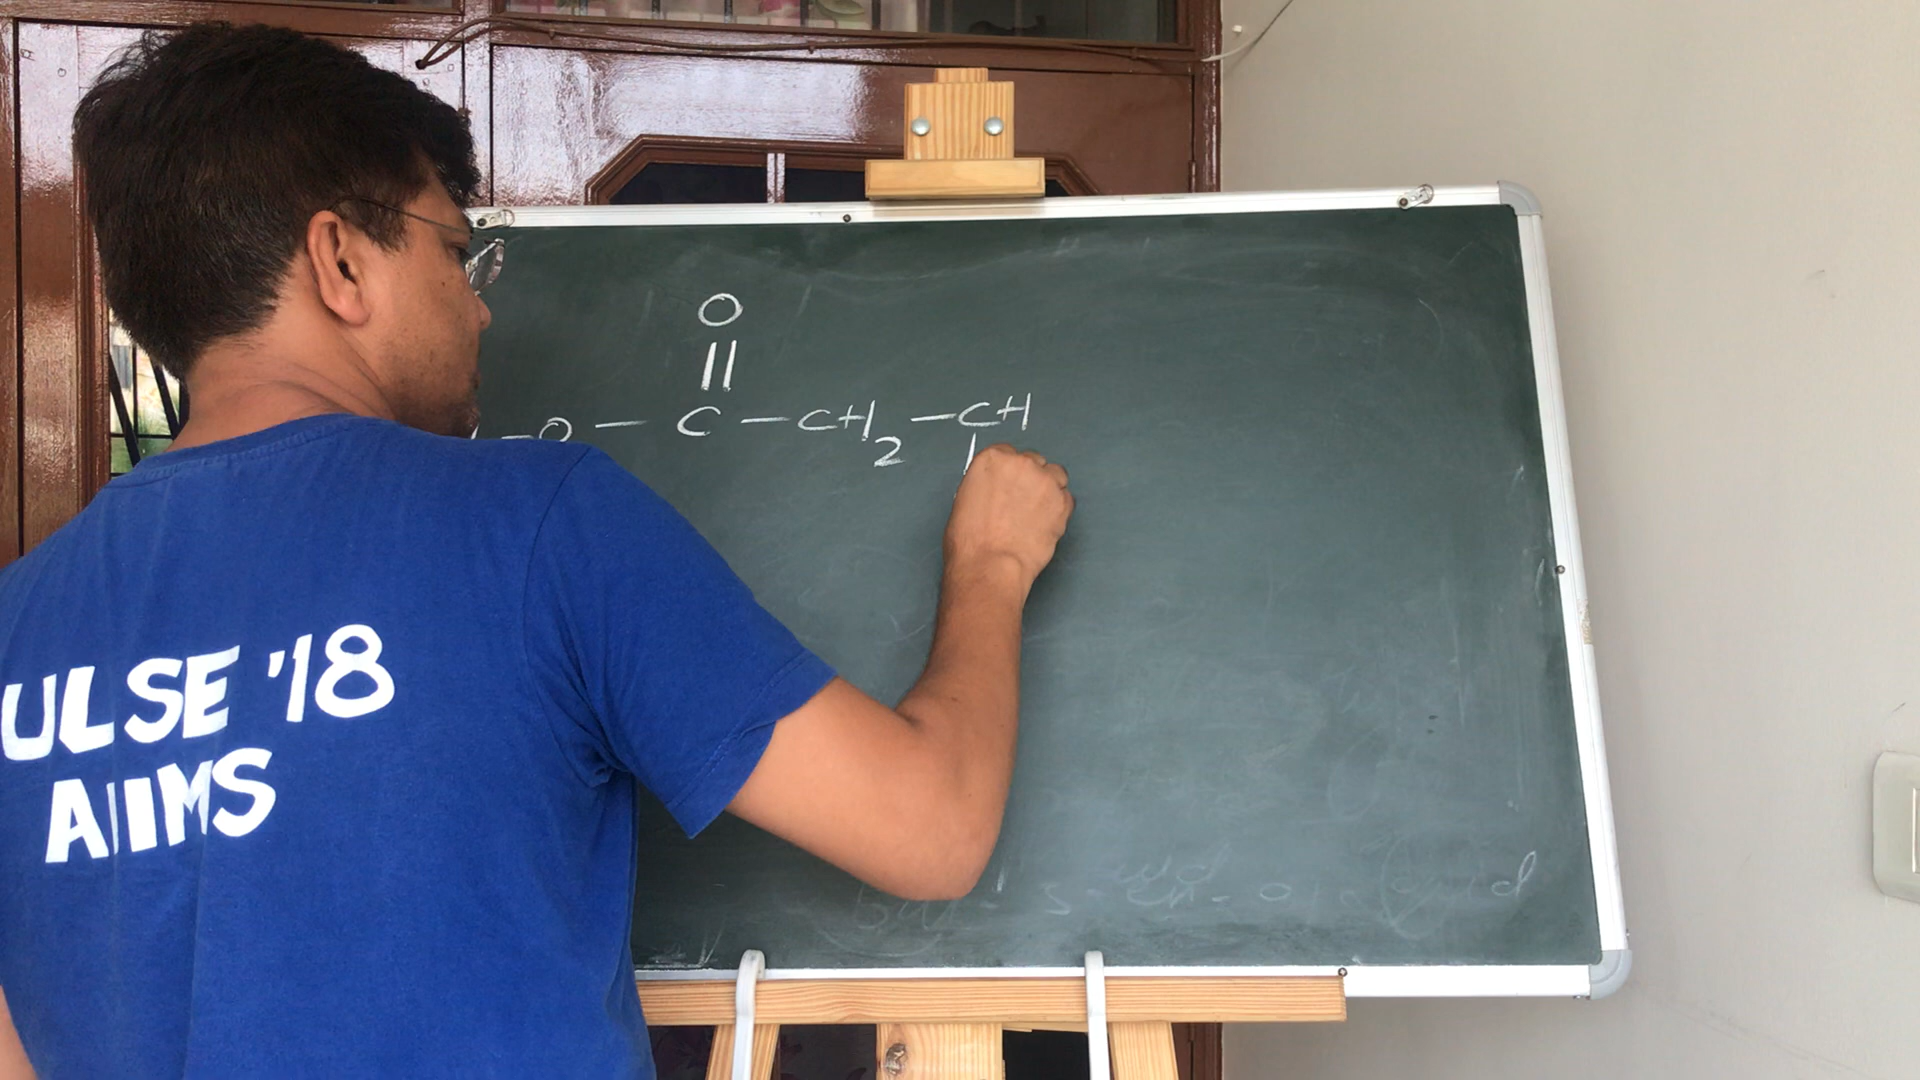 O
||
-O — C — CH2 — CH
|
ULSE '18
AIIMS